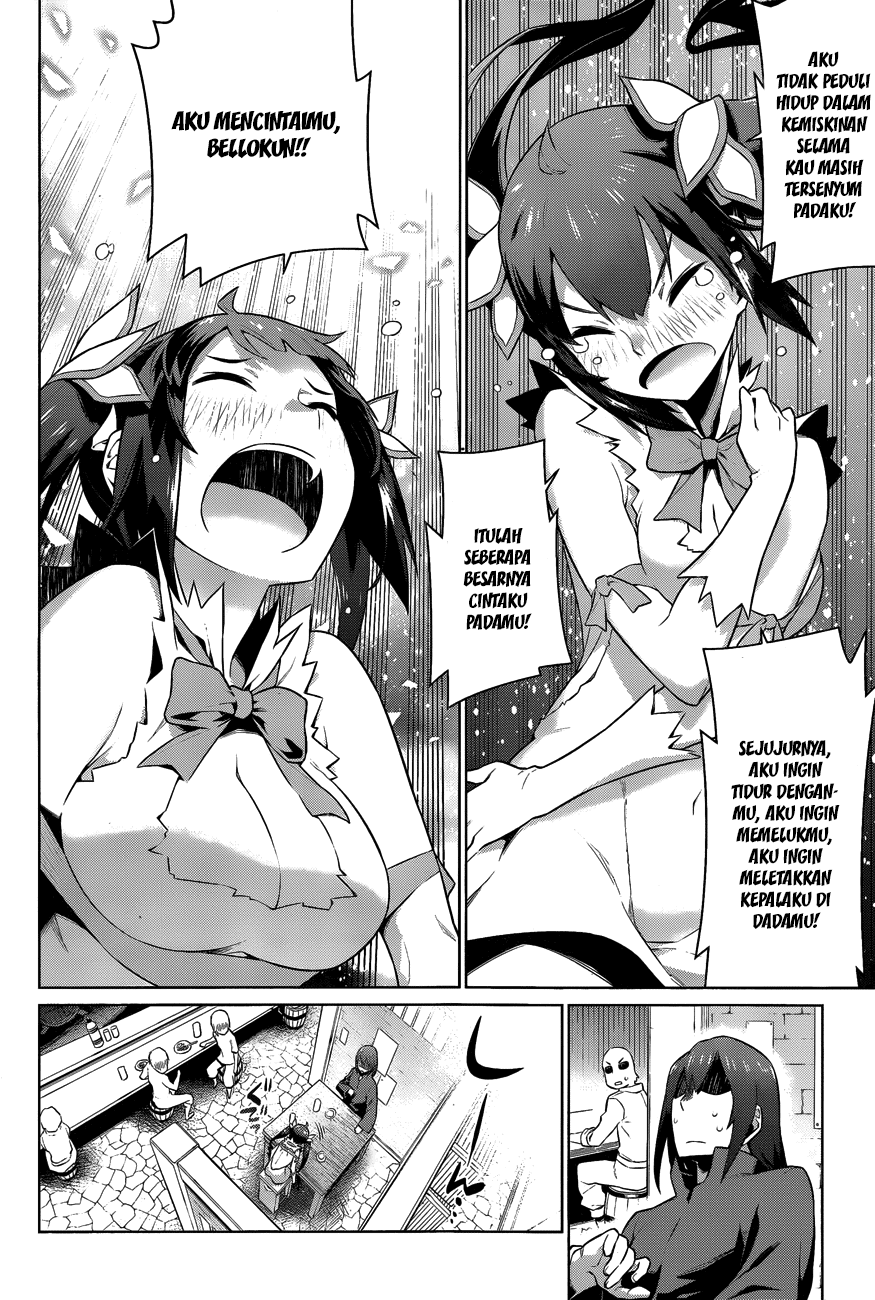 AKU
TIDAK PEDULI
HIDUP DALAM
KEMISKINAN
SELAMA
KAU MASIH
TERSENYUM
PADAKU!
SEJUJURNYA,
AKU INGIN
TIDUR DENGAN-
MU, AKU INGIN
MEMELUKMU,
AKU INGIN
MELETAKKAN
KEPALAKU DI
DADAMU!
ITULAH
SEBERAPA
BESARNYA
CINTAKU
PADAMU!
AKU MENCINTAIMU,
BELLOKUN!!